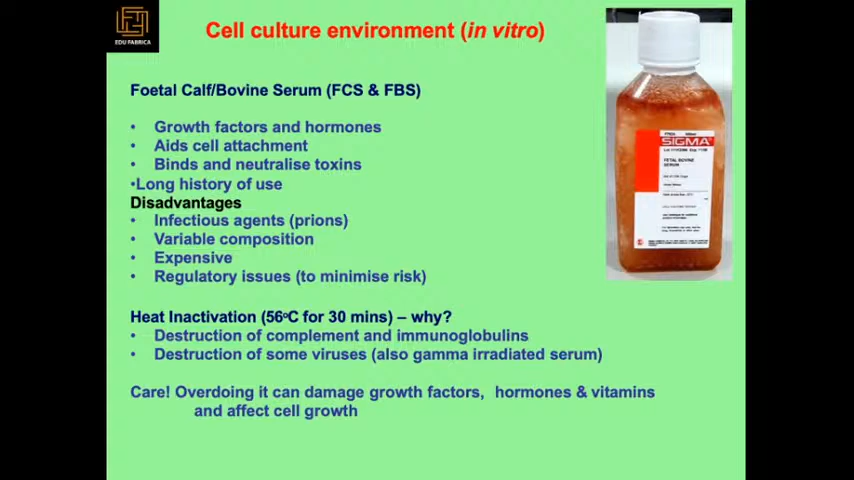 EDU FABRICA
Cell culture environment (in vitro)
Foetal Calf/Bovine Serum (FCS & FBS)
• Growth factors and hormones
• Aids cell attachment
• Binds and neutralise toxins
•Long history of use
Disadvantages
• Infectious agents (prions)
• Variable composition
• Expensive
• Regulatory issues (to minimise risk)
Heat Inactivation (56ºC for 30 mins) – why?
• Destruction of complement and immunoglobulins
• Destruction of some viruses (also gamma irradiated serum)
Care! Overdoing it can damage growth factors, hormones & vitamins
and affect cell growth
SIGMA
FETAL BOVINE
SERUM